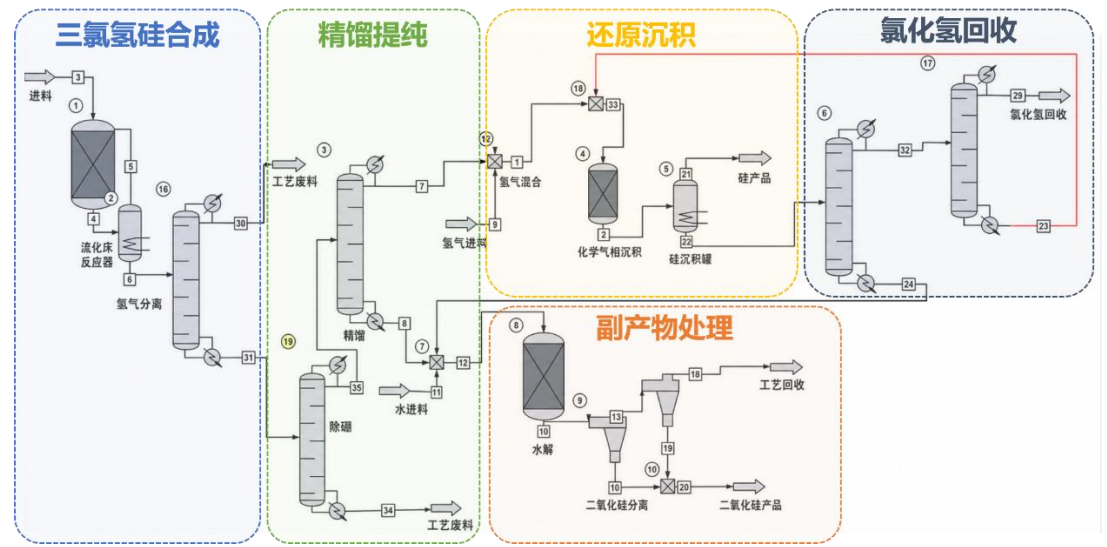 三氯氢硅合成
精馏提纯
还原沉积
氯化氢回收
3
进料
1
5
2
4
流化床
反应器
6
氢气分离
16
30
31
工艺废料
3
7
精馏
8
19
35
除硼
34
工艺废料
水进料
11
7
12
12
1
氢气混合
氢气进料
9
18
33
4
2
化学气相沉积
5
21
硅产品
22
硅沉积罐
6
32
24
17
29
氯化氢回收
23
副产物处理
8
10
水解
9
13
10
二氧化硅分离
18
工艺回收
19
10
20
二氧化硅产品